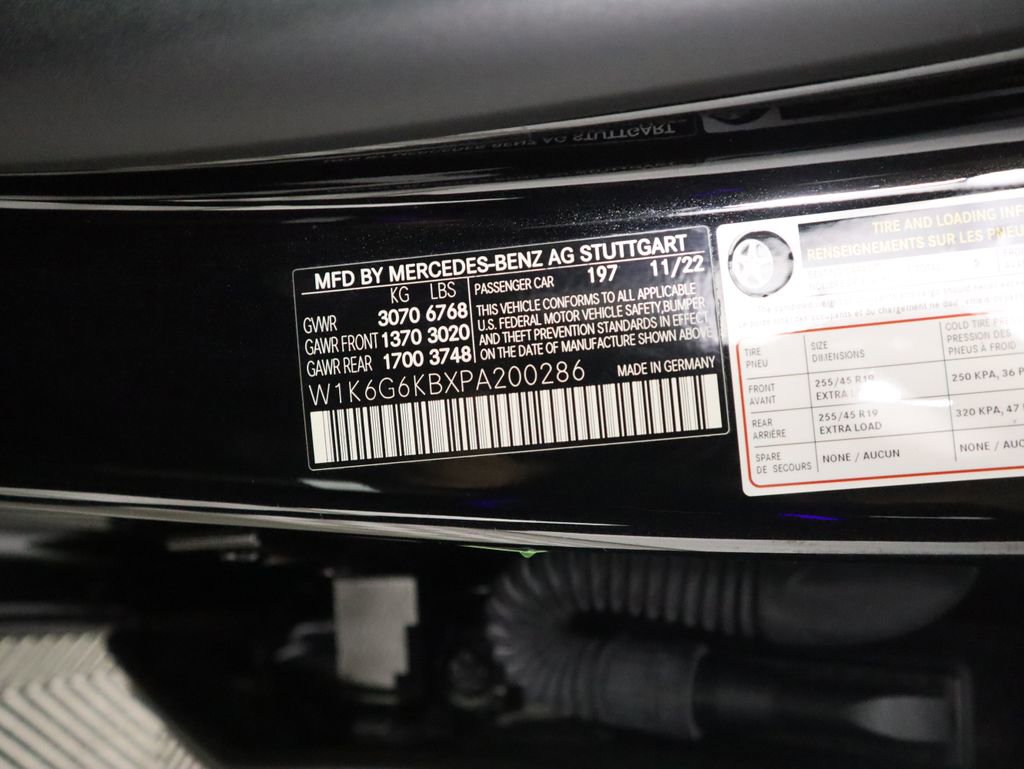 MFD BY MERCEDES-BENZ AG STUTTGART
KG LBS
GVWR 3070 6768
GAWR FRONT 1370 3020
GAWR REAR 1700 3748
PASSENGER CAR 197 11/22
THIS VEHICLE CONFORMS TO ALL APPLICABLE
U.S. FEDERAL MOTOR VEHICLE SAFETY, BUMPER
AND THEFT PREVENTION STANDARDS IN EFFECT
ON THE DATE OF MANUFACTURE SHOWN ABOVE
W1K6G6KBXPA200286 MADE IN GERMANY
TIRE AND LOADING INF
RENSEIGNEMENTS SUR LES PNEU
TIRE
PNEU
SIZE
DIMENSIONS
COLD TIRE PR
PRESSION DES
PNEUS À FROID
FRONT
AVANT
255/45 R19
EXTRA
250 KPA, 36 P
REAR
ARRIÈRE
255/45 R19
EXTRA LOAD
320 KPA, 47
SPARE
DE SECOURS
NONE / AUCUN
NONE / AUC